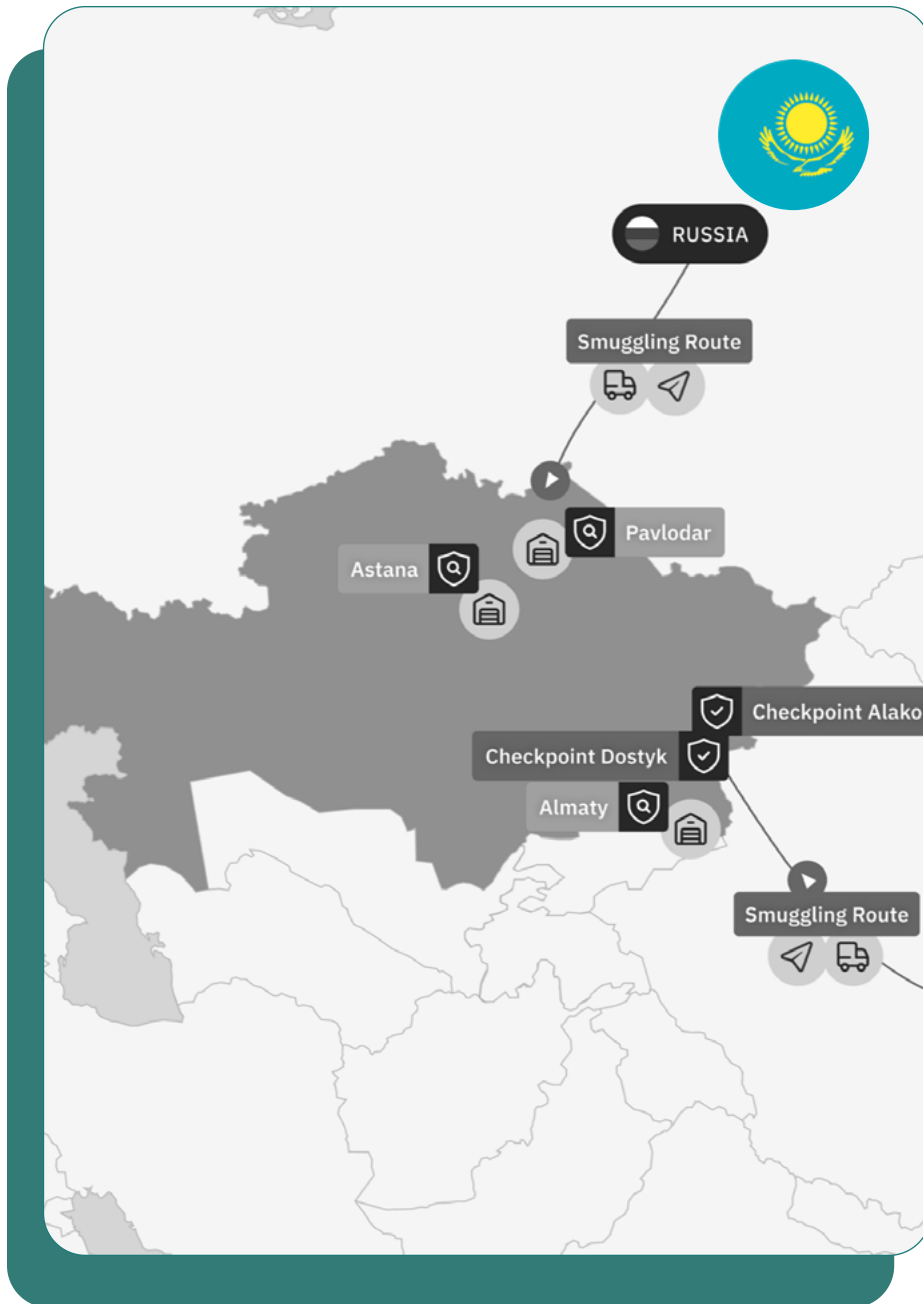 RUSSIA
Smuggling Route
Pavlodar
Astana
Checkpoint Alako
Checkpoint Dostyk
Almaty
Smuggling Route